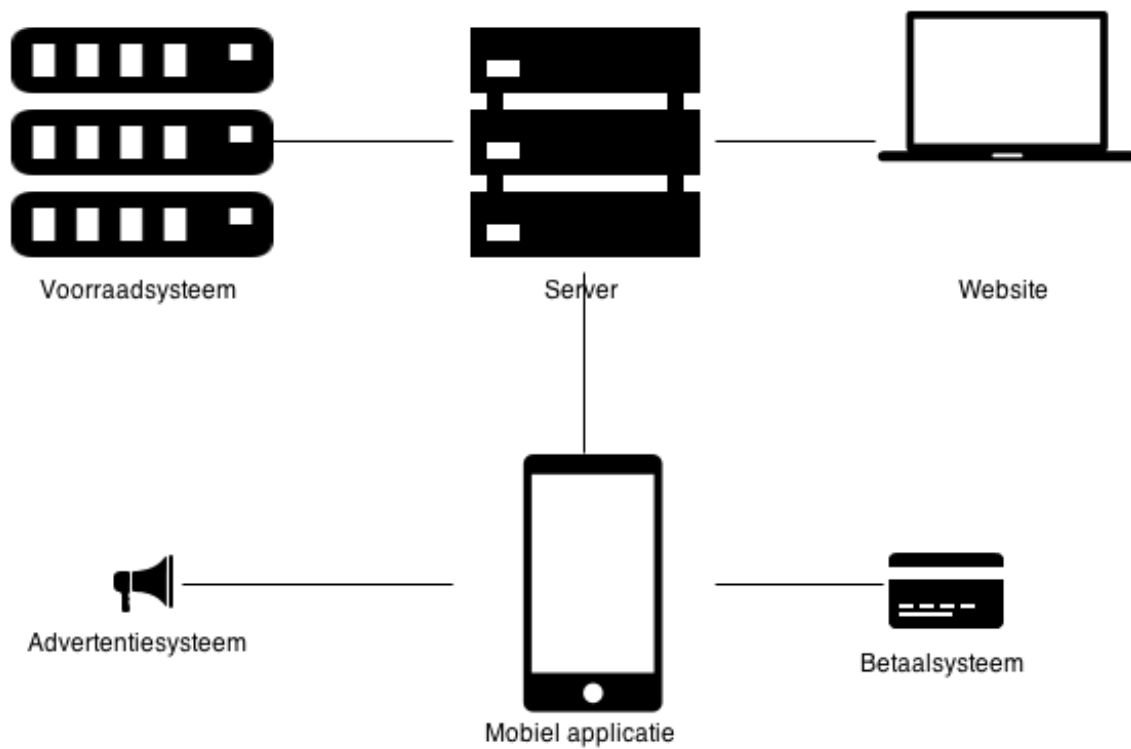 Voorraadsysteem
Server
Website
Advertentiesysteem
Betaalsysteem
Mobiel applicatie